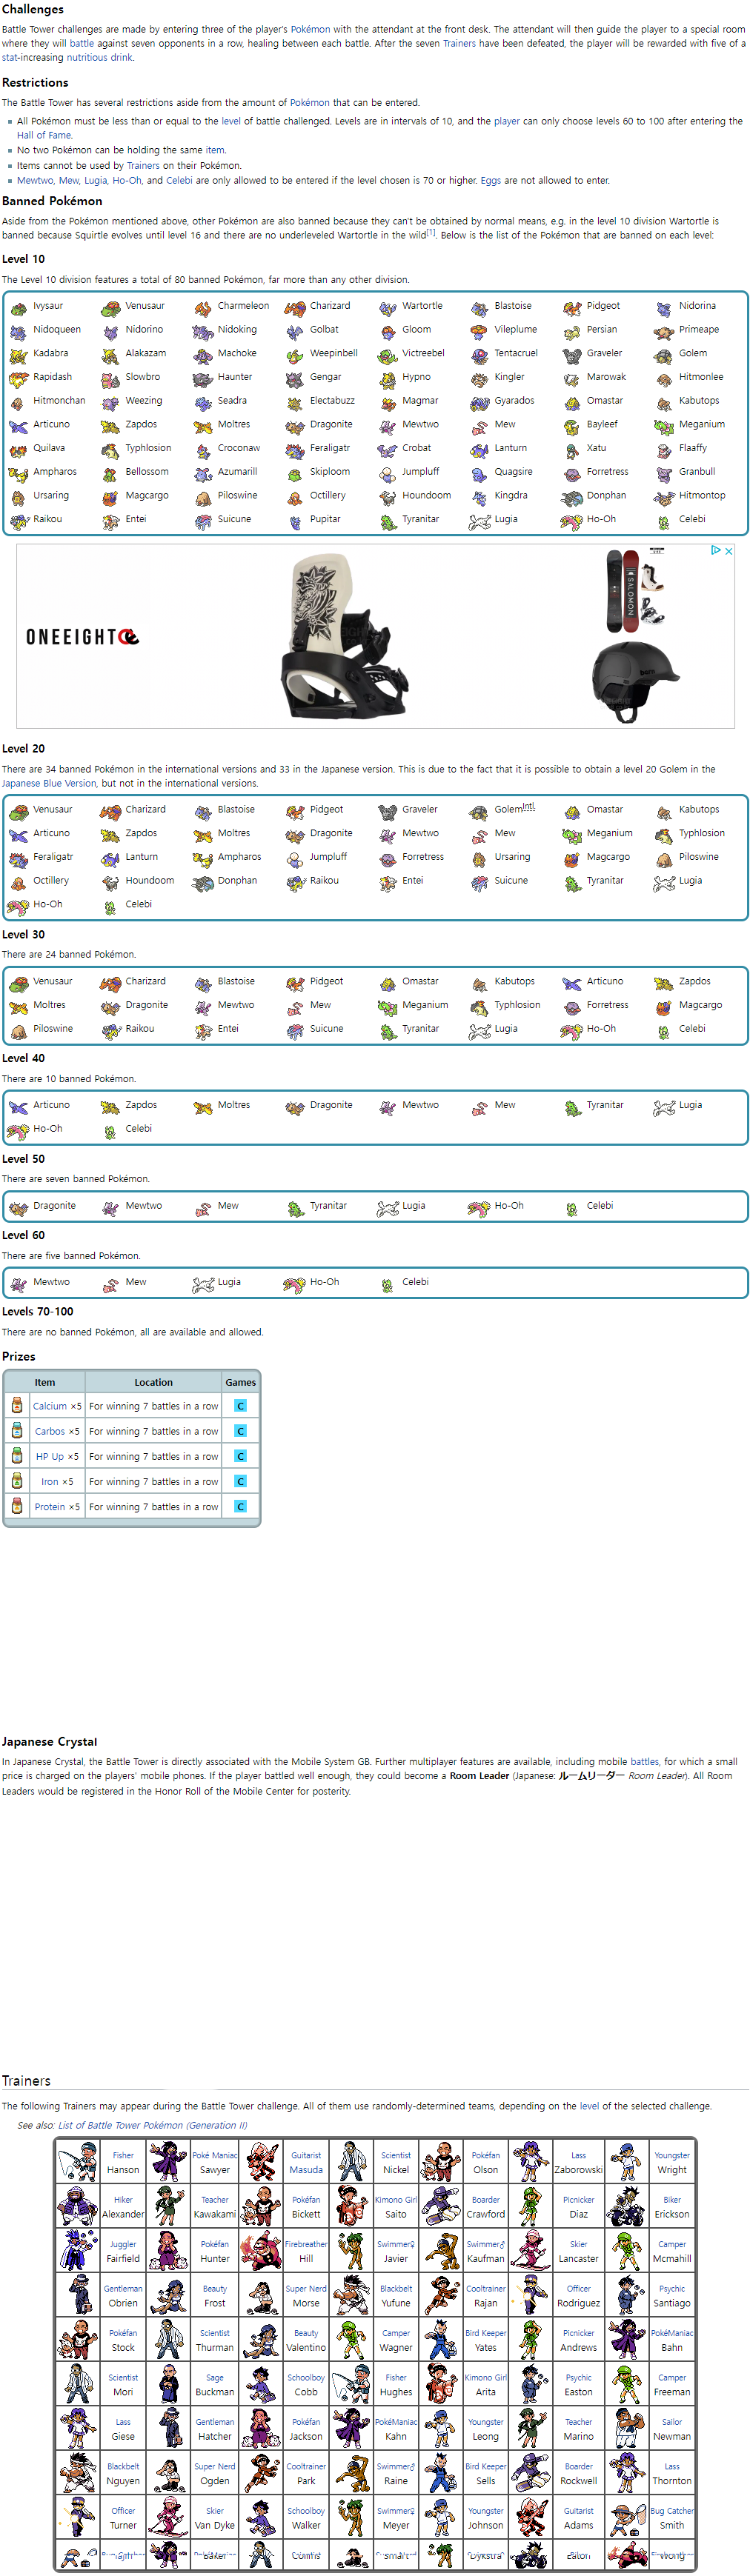 Challenges
Battle Tower challenges are made by entering three of the player's Pokémon with the attendant at the front desk. The attendant will then guide the player to a special room
where they will battle against seven opponents in a row, healing between each battle. After the seven Trainers have been defeated, the player will be rewarded with five of a
stat-increasing nutritious drink.
Restrictions
The Battle Tower has several restrictions aside from the amount of Pokémon that can be entered.
All Pokémon must be less than or equal to the level of battle challenged. Levels are in intervals of 10, and the player can only choose levels 60 to 100 after entering the
Hall of Fame.
No two Pokémon can be holding the same item.
Items cannot be used by Trainers on their Pokémon.
Mewtwo, Mew, Lugia, Ho-Oh, and Celebi are only allowed to be entered if the level chosen is 70 or higher. Eggs are not allowed to enter.
Banned Pokémon
Aside from the Pokémon mentioned above, other Pokémon are also banned because they can't be obtained by normal means, e.g. in the level 10 division Wartortle is
banned because Squirtle evolves until level 16 and there are no underleveled Wartortle in the wild[1]. Below is the list of the Pokémon that are banned on each level:
Level 10
The Level 10 division features a total of 80 banned Pokémon, far more than any other division.
Ivysaur Venusaur Charmeleon Charizard Wartortle Blastoise Pidgeot Nidorina
Nidoqueen Nidorino Nidoking Golbat Gloom Vileplume Persian Primeape
Kadabra Alakazam Machoke Weepinbell Victreebel Tentacruel Graveler Golem
Rapidash Slowbro Haunter Gengar Hypno Kingler Marowak Hitmonlee
Hitmonchan Weezing Seadra Electabuzz Magmar Gyarados Omastar Kabutops
Articuno Zapdos Moltres Dragonite Mewtwo Mew Bayleef Meganium
Quilava Typhlosion Croconaw Feraligatr Crobat Lanturn Xatu Flaaffy
Ampharos Bellossom Azumarill Skiploom Jumpluff Quagsire Forretress Granbull
Ursaring Magcargo Piloswine Octillery Houndoom Kingdra Donphan Hitmontop
Raikou Entei Suicune Pupitar Tyranitar Lugia Ho-Oh Celebi
ONEEIGHT
SALOMON
Level 20
There are 34 banned Pokémon in the international versions and 33 in the Japanese version. This is due to the fact that it is possible to obtain a level 20 Golem in the
Japanese Blue Version, but not in the international versions.
Venusaur Charizard Blastoise Pidgeot Graveler GolemIntl. Omastar Kabutops
Articuno Zapdos Moltres Dragonite Mewtwo Mew Meganium Typhlosion
Feraligatr Lanturn Ampharos Jumpluff Forretress Ursaring Magcargo Piloswine
Octillery Houndoom Donphan Raikou Entei Suicune Tyranitar Lugia
Ho-Oh Celebi
Level 30
There are 24 banned Pokémon.
Venusaur Charizard Blastoise Pidgeot Omastar Kabutops Articuno Zapdos
Moltres Dragonite Mewtwo Mew Meganium Typhlosion Forretress Magcargo
Piloswine Raikou Entei Suicune Tyranitar Lugia Ho-Oh Celebi
Level 40
There are 10 banned Pokémon.
Articuno Zapdos Moltres Dragonite Mewtwo Mew Tyranitar Lugia
Ho-Oh Celebi
Level 50
There are seven banned Pokémon.
Dragonite Mewtwo Mew Tyranitar Lugia Ho-Oh Celebi
Level 60
There are five banned Pokémon.
Mewtwo Mew Lugia Ho-Oh Celebi
Levels 70-100
There are no banned Pokémon, all are available and allowed.
Prizes
Item Location Games
Calcium ×5 For winning 7 battles in a row C
Carbos ×5 For winning 7 battles in a row C
HP Up ×5 For winning 7 battles in a row C
Iron ×5 For winning 7 battles in a row C
Protein ×5 For winning 7 battles in a row C
Japanese Crystal
In Japanese Crystal, the Battle Tower is directly associated with the Mobile System GB. Further multiplayer features are available, including mobile battles, for which a small
price is charged on the players' mobile phones. If the player battled well enough, they could become a Room Leader (Japanese: ルームリーダー Room Leader). All Room
Leaders would be registered in the Honor Roll of the Mobile Center for posterity.
Trainers
The following Trainers may appear during the Battle Tower challenge. All of them use randomly-determined teams, depending on the level of the selected challenge.
See also: List of Battle Tower Pokémon (Generation II)
Fisher Poké Maniac Guitarist Scientist Pokéfan Lass Youngster
Hanson Sawyer Masuda Nickel Olson Zaborowski Wright
Hiker Teacher Pokéfan Kimono Girl Boarder Picnicker Biker
Alexander Kawakami Bickett Saito Crawford Diaz Erickson
Juggler Pokéfan Firebreather Swimmer♀ Swimmer♂ Skier Camper
Fairfield Hunter Hill Javier Kaufman Lancaster Mcmahill
Gentleman Beauty Super Nerd Blackbelt Cooltrainer Officer Psychic
Obrien Frost Morse Yufune Rajan Rodriguez Santiago
Pokéfan Scientist Beauty Camper Bird Keeper Picnicker PokéManiac
Stock Thurman Valentino Wagner Yates Andrews Bahn
Scientist Sage Schoolboy Fisher Kimono Girl Psychic Camper
Mori Buckman Cobb Hughes Arita Easton Freeman
Lass Gentleman Pokéfan PokéManiac Youngster Teacher Sailor
Giese Hatcher Jackson Kahn Leong Marino Newman
Blackbelt Super Nerd Cooltrainer Swimmer♂ Bird Keeper Boarder Lass
Nguyen Ogden Park Raine Sells Rockwell Thornton
Officer Skier Schoolboy Swimmer♀ Youngster Guitarist Bug Catcher
Turner Van Dyke Walker Meyer Johnson Adams Smith